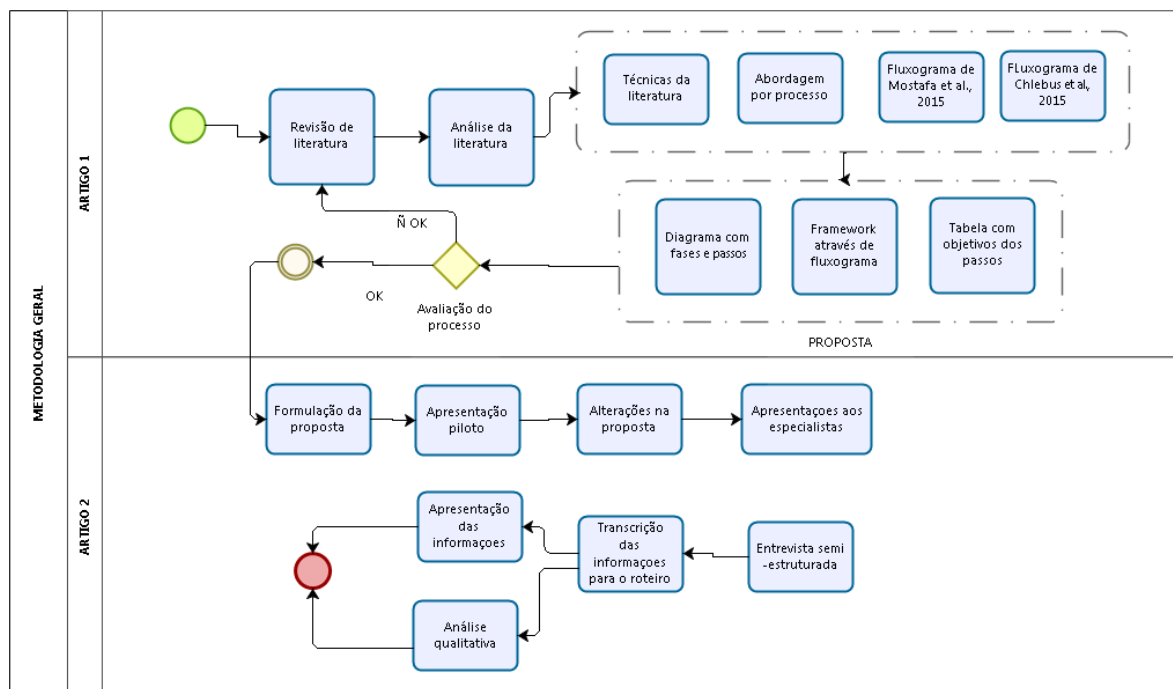 METODOLOGIA GERAL
ARTIGO 1
Revisão de
literatura
Análise da
literatura
Técnicas da
literatura
Abordagem
por processo
Fluxograma de
Mostafa et al.,
2015
Fluxograma de
Chlebus et al,
2015
Ñ OK
OK
Avaliação do
processo
Diagrama com
fases e passos
Framework
através de
fluxograma
Tabela com
objetivos dos
passos
PROPOSTA
ARTIGO 2
Formulação da
proposta
Apresentação
piloto
Alterações na
proposta
Apresentaçoes aos
especialistas
Apresentação
das
informaçoes
Transcrição
das
informaçoes
para o roteiro
Entrevista semi
-estruturada
Análise
qualitativa